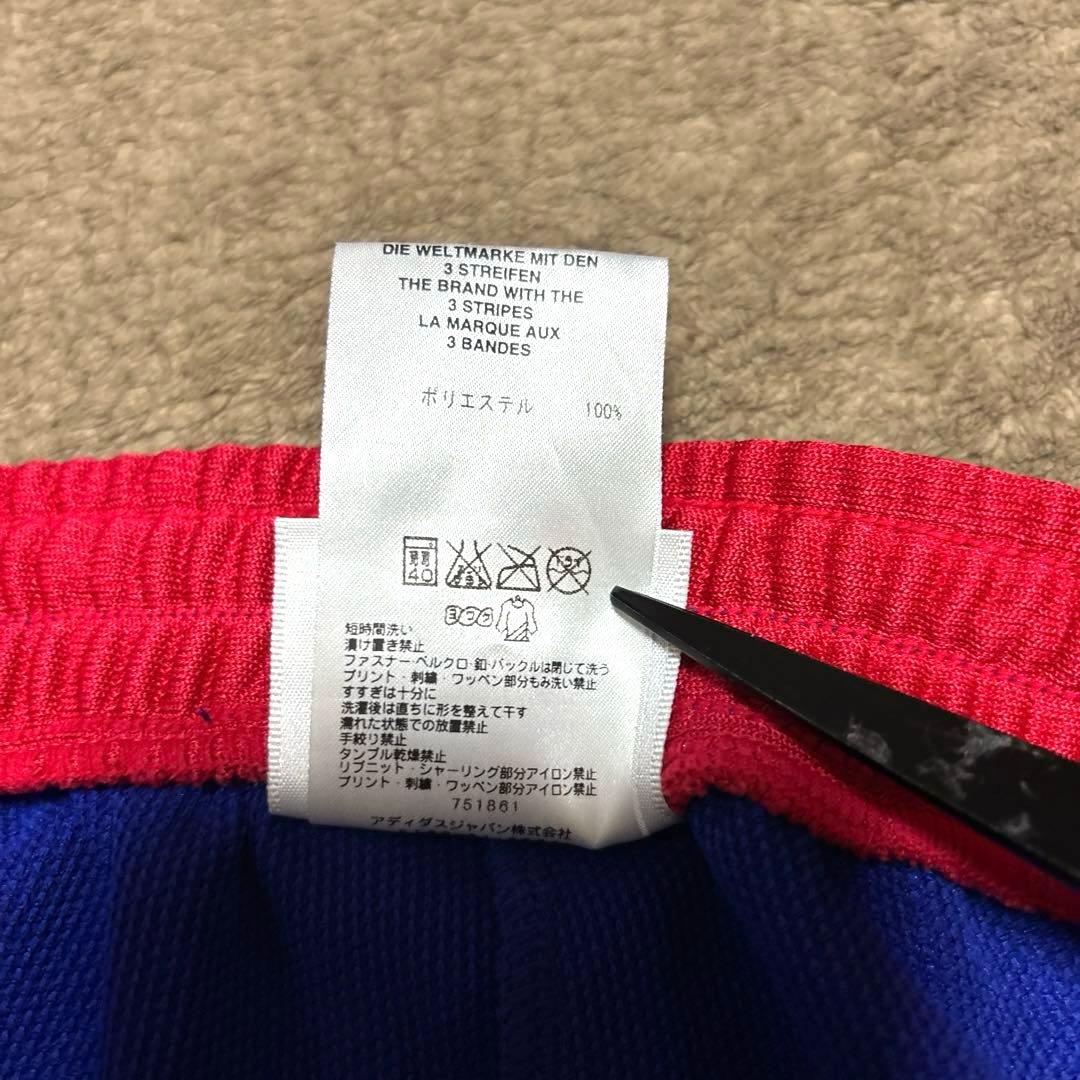 DIE WELTMARKE MIT DEN
3 STREIFEN
THE BRAND WITH THE
3 STRIPES
LA MARQUE AUX
3 BANDES
ポリエステル 100%
40 ドライ
ヨワク
短時間洗い
漬け置き禁止
ファスナー・ベルクロ・釦・バックルは閉じて洗う
プリント・刺繍・ワッペン部分もみ洗い禁止
すすぎは十分に
洗濯後は直ちに形を整えて干す
濡れた状態での放置禁止
手絞り禁止
タンブル乾燥禁止
リブニット・シャーリング部分アイロン禁止
プリント・刺繍・ワッペン部分アイロン禁止
751861
アディダスジャパン株式会社